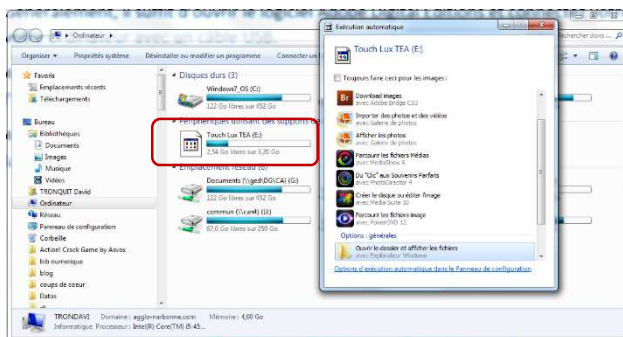 Ordinateur
Organiser
Propriétés système
Désinstaller ou modifier un programme
Favoris
Emplacements récents
Téléchargements
Bureau
Bibliothèques
Documents
Images
Musique
Vidéos
TRONQUIT David
Ordinateur
Réseau
Panneau de configuration
Corbeille
Action! Crack Game by Asvox
bib numerique
blog
coups de coeur
Datos
Disques durs (3)
Windows7_OS (C:)
122 Go libres sur 452 Go
Périphériques utilisant des supports
Touch Lux TEA (E:)
2,54 Go libres sur 3,20 Go
Emplacement réseau (6)
Documents (\\ged\DG\CA) (G:)
122 Go libres sur 452 Go
commun (\\can4) (U:)
67,0 Go libres sur 259 Go
TRONDAVI Domaine : agglo-narbonne.com Mémoire : 4,00 Go
Informatique Processeur : Intel(R) Core(TM) i5-45...
Exécution automatique
Touch Lux TEA (E:)
Toujours faire ceci pour les images :
Download images
avec Adobe Bridge CS3
Importer des photos et des vidéos
avec Galerie de photos
Afficher les photos
avec Galerie de photos
Parcourir les fichiers Médias
avec MediaShow 6
Du "Clic" aux Souvenirs Parfaits
avec PhotoDirector 4
Créer le disque ou éditer l'image
avec Media Suite 10
Parcourir les fichiers image
avec PowerDVD 12
Options : générales
Ouvrir le dossier et afficher les fichiers
avec Explorateur Windows
Options d'exécution automatique dans le Panneau de configuration